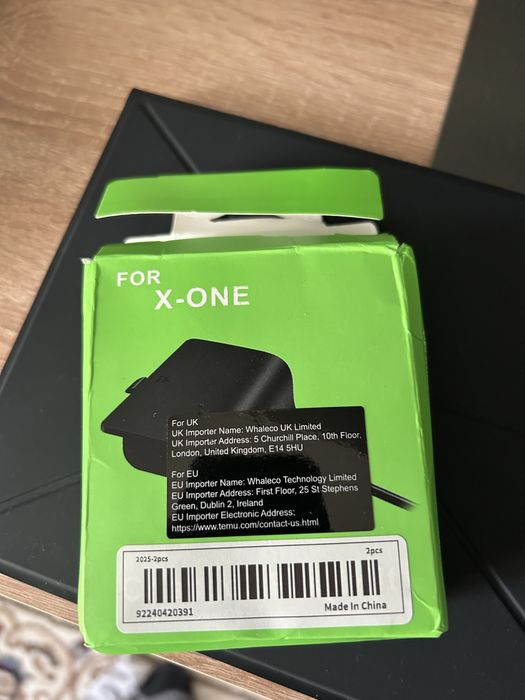 FOR
X-ONE
For UK
UK Importer Name: Whaleco UK Limited
UK Importer Address: 5 Churchill Place, 10th Floor,
London, United Kingdom, E14 5HU
For EU
EU Importer Name: Whaleco Technology Limited
EU Importer Address: First Floor, 25 St Stephens
Green, Dublin 2, Ireland
EU Importer Electronic Address:
https://www.temu.com/contact-us.html
2025-2pcs 2pcs
92240420391 Made In China